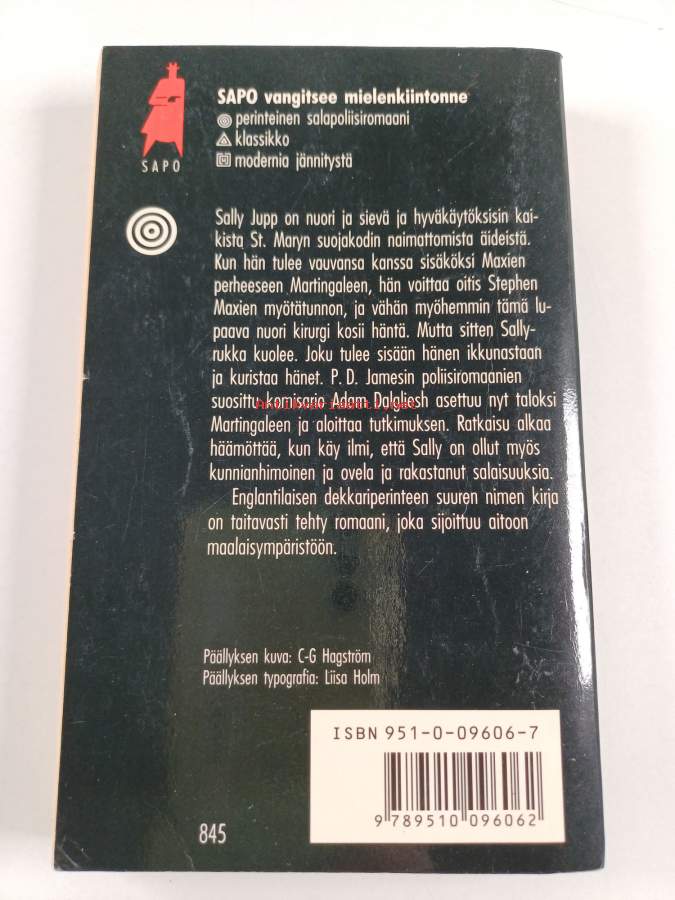 SAPO vangitsee mielenkiintonne
perinteinen salapoliisiromaani
klassikko
modernia jännitystä
SAPO
Sally Jupp on nuori ja sievä ja hyväkäytöksisin kai-
kista St. Maryn suojakodin naimattomista äideistä.
Kun hän tulee vauvansa kanssa sisäköksi Maxien
perheeseen Martingaleen, hän voittaa oitis Stephen
Maxien myötätunnon, ja vähän myöhemmin tämä lu-
paava nuori kirurgi kosii häntä. Mutta sitten Sally-
rukka kuolee. Joku tulee sisään hänen ikkunastaan
ja kuristaa hänet. P. D. Jamesin poliisiromaanien
suosittu komisario Adam Dalgliesh asettuu nyt taloksi
Antikvariaatti.net
Martingaleen ja aloittaa tutkimuksen. Ratkaisu alkaa
häämöttää, kun käy ilmi, että Sally on ollut myös
kunnianhimoinen ja ovela ja rakastanut salaisuuksia.
Englantilaisen dekkariperinteen suuren nimen kirja
on taitavasti tehty romaani, joka sijoittuu aitoon
maalaisympäristöön.
Päällyksen kuva: C-G Hagström
Päällyksen typografia: Liisa Holm
ISBN 951-0-09606-7
9 789510 096062
845